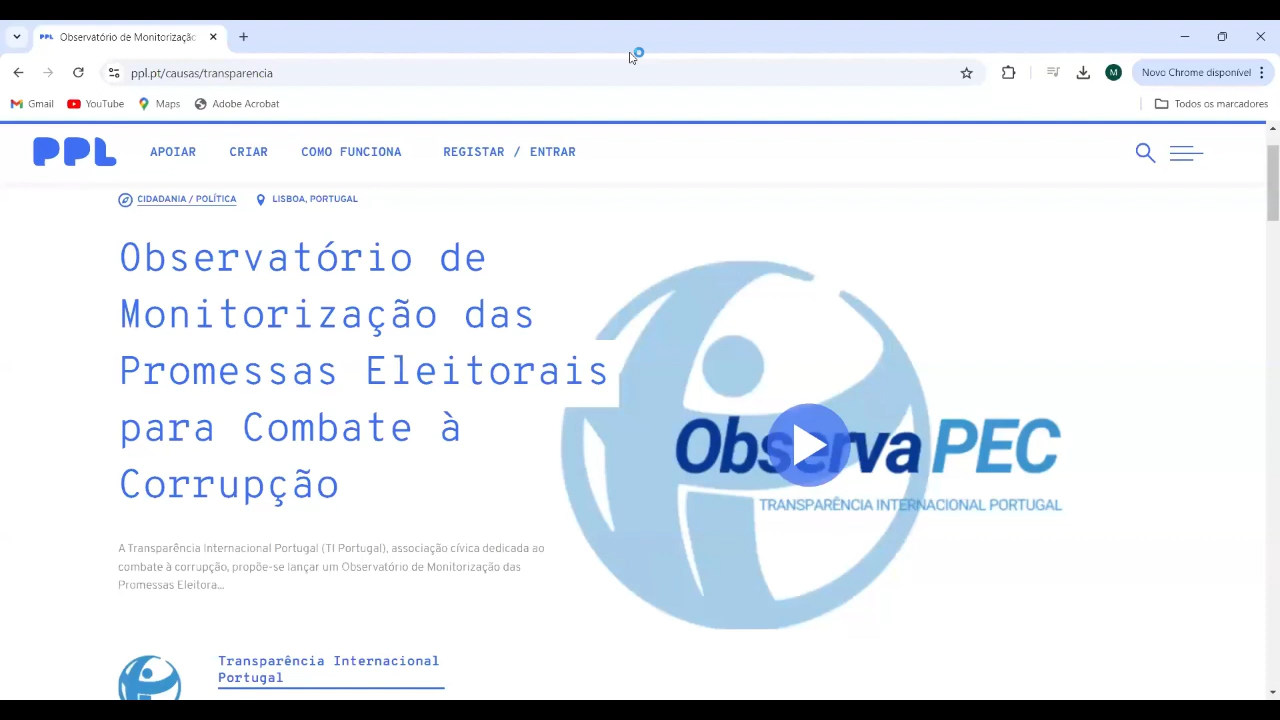 PPL Observatório de Monitorização
ppl.pt/causas/transparencia
M
Novo Chrome disponível
Gmail YouTube Maps Adobe Acrobat
Todos os marcadores
PPL APOIAR CRIAR COMO FUNCIONA REGISTAR / ENTRAR
CIDADANIA / POLÍTICA LISBOA, PORTUGAL
Observatório de
Monitorização das
Promessas Eleitorais
para Combate à
Corrupção
ObservaPEC
TRANSPARÊNCIA INTERNACIONAL PORTUGAL
A Transparência Internacional Portugal (TI Portugal), associação cívica dedicada ao
combate à corrupção, propõe-se lançar um Observatório de Monitorização das
Promessas Eleitora...
Transparência Internacional
Portugal